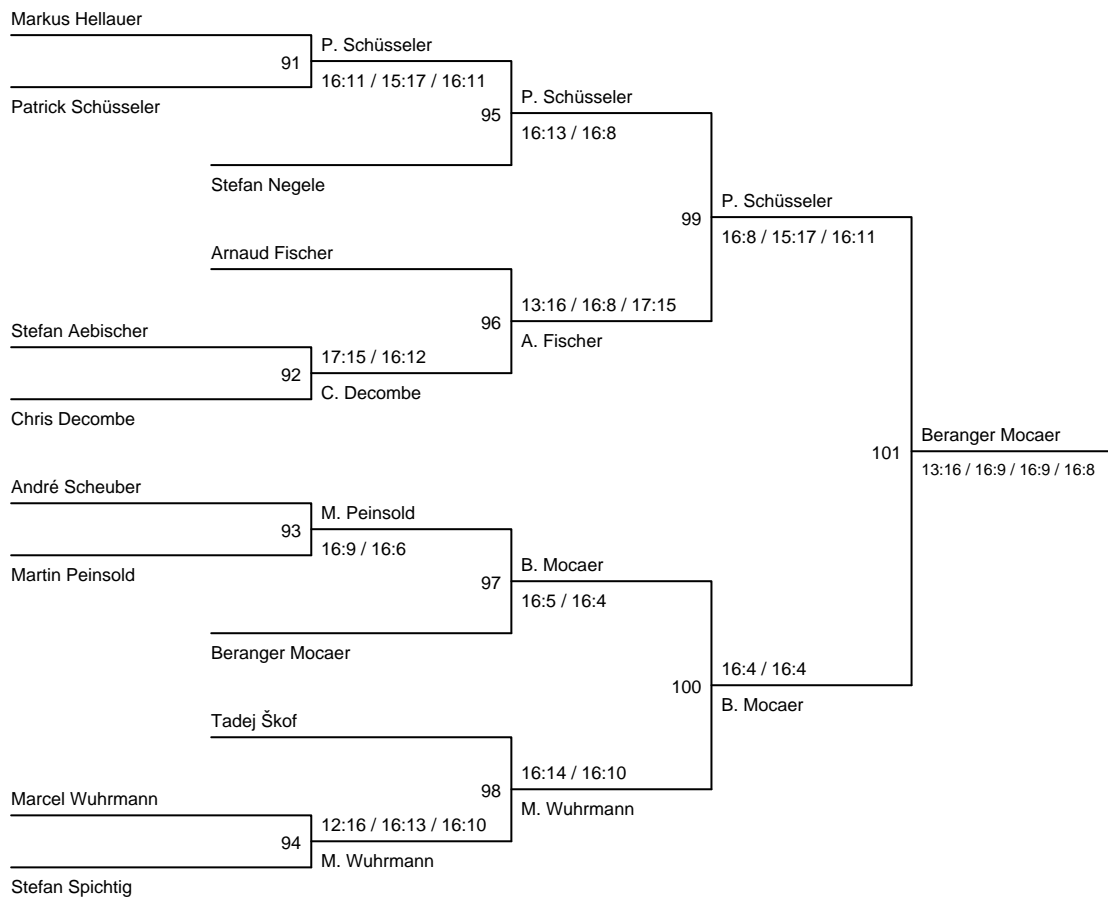 Markus Hellauer
P. Schüsseler
91
16:11 / 15:17 / 16:11
Patrick Schüsseler
P. Schüsseler
95
16:13 / 16:8
Stefan Negele
P. Schüsseler
99
16:8 / 15:17 / 16:11
Arnaud Fischer
13:16 / 16:8 / 17:15
96
A. Fischer
Stefan Aebischer
17:15 / 16:12
92
C. Decombe
Chris Decombe
Beranger Mocaer
101
13:16 / 16:9 / 16:9 / 16:8
André Scheuber
M. Peinsold
93
16:9 / 16:6
Martin Peinsold
B. Mocaer
97
16:5 / 16:4
Beranger Mocaer
16:4 / 16:4
100
B. Mocaer
Tadej Škof
16:14 / 16:10
98
M. Wuhrmann
Marcel Wuhrmann
12:16 / 16:13 / 16:10
94
M. Wuhrmann
Stefan Spichtig